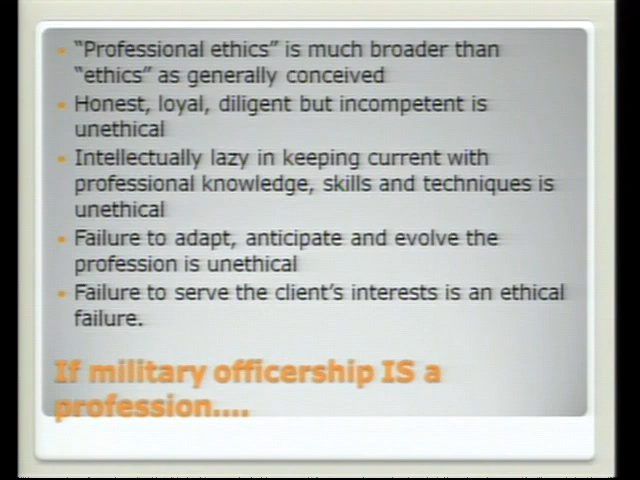 • "Professional ethics" is much broader than
"ethics" as generally conceived
• Honest, loyal, diligent but incompetent is
unethical
• Intellectually lazy in keeping current with
professional knowledge, skills and techniques is
unethical
• Failure to adapt, anticipate and evolve the
profession is unethical
• Failure to serve the client's interests is an ethical
failure.
If military officership IS a
profession....